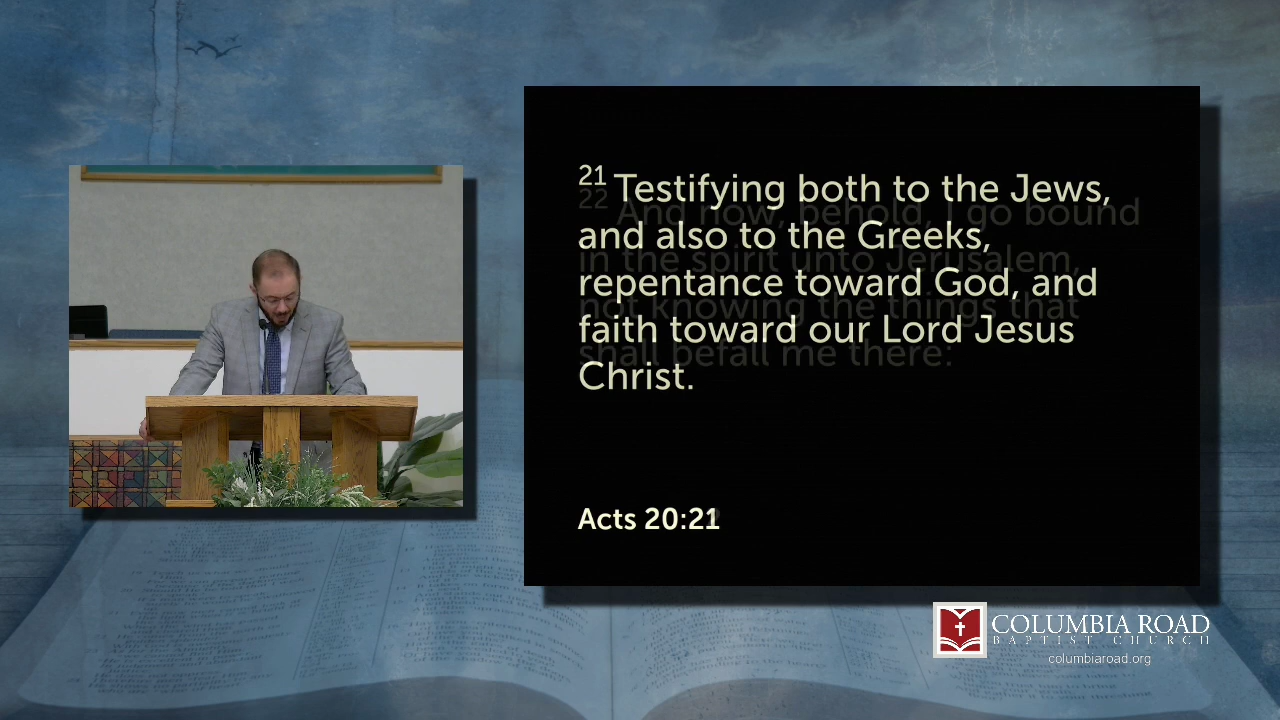 21 Testifying both to the Jews,
and also to the Greeks,
repentance toward God, and
faith toward our Lord Jesus
Christ.
22 And now, behold, I go bound
in the spirit unto Jerusalem,
not knowing the things that
shall befall me there:
Acts 20:21
COLUMBIA ROAD
BAPTIST CHURCH
columbiaroad.org